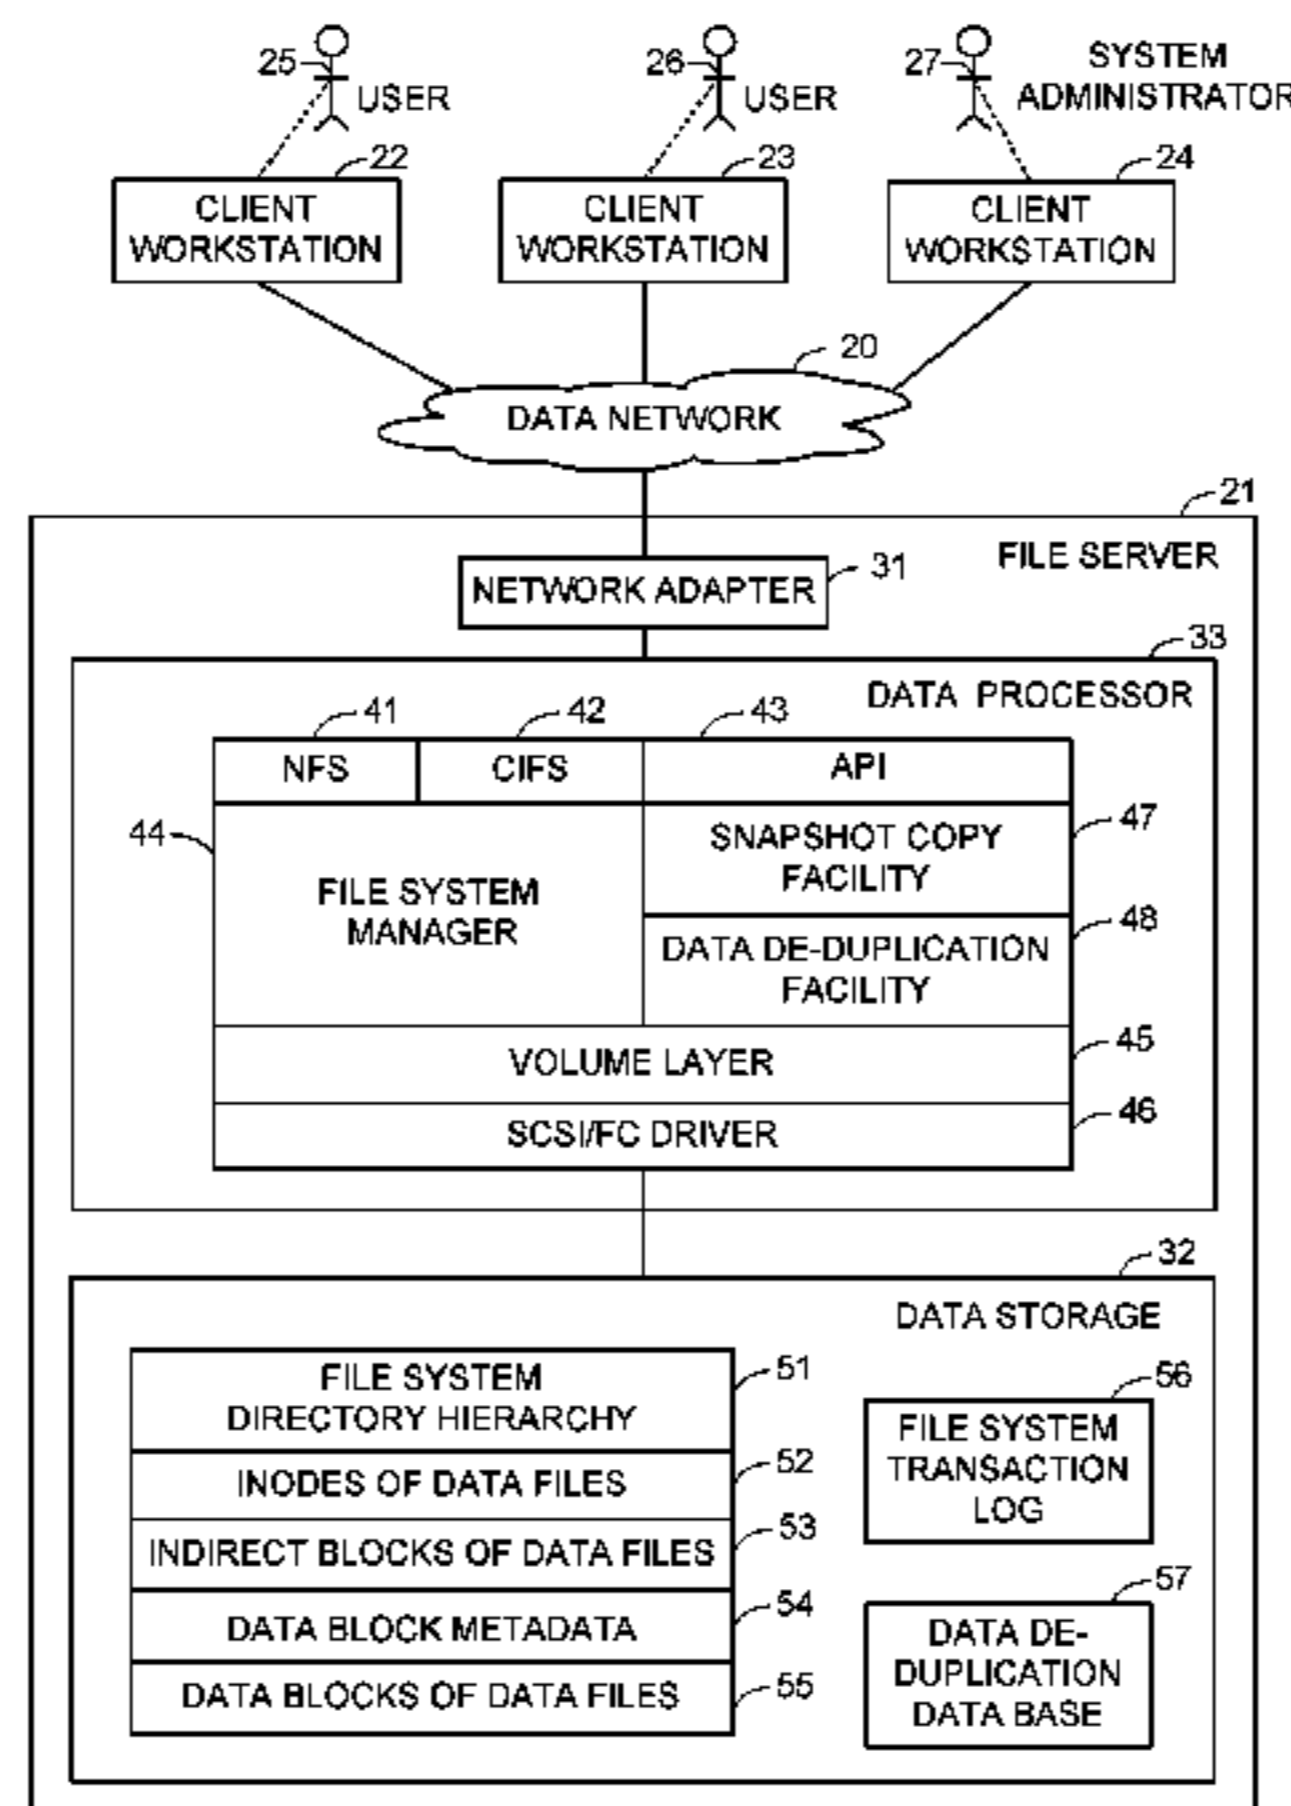 25
USER
26
USER
27
SYSTEM
ADMINISTRATOR
22
CLIENT
WORKSTATION
23
CLIENT
WORKSTATION
24
CLIENT
WORKSTATION
20
DATA NETWORK
21
FILE SERVER
NETWORK ADAPTER
31
33
DATA PROCESSOR
41
42
43
NFS
CIFS
API
44
FILE SYSTEM
MANAGER
SNAPSHOT COPY
FACILITY
47
DATA DE-DUPLICATION
FACILITY
48
VOLUME LAYER
45
SCSI/FC DRIVER
46
32
DATA STORAGE
FILE SYSTEM
DIRECTORY HIERARCHY
51
INODES OF DATA FILES
52
INDIRECT BLOCKS OF DATA FILES
53
DATA BLOCK METADATA
54
DATA BLOCKS OF DATA FILES
55
56
FILE SYSTEM
TRANSACTION
LOG
57
DATA DE-
DUPLICATION
DATA BASE